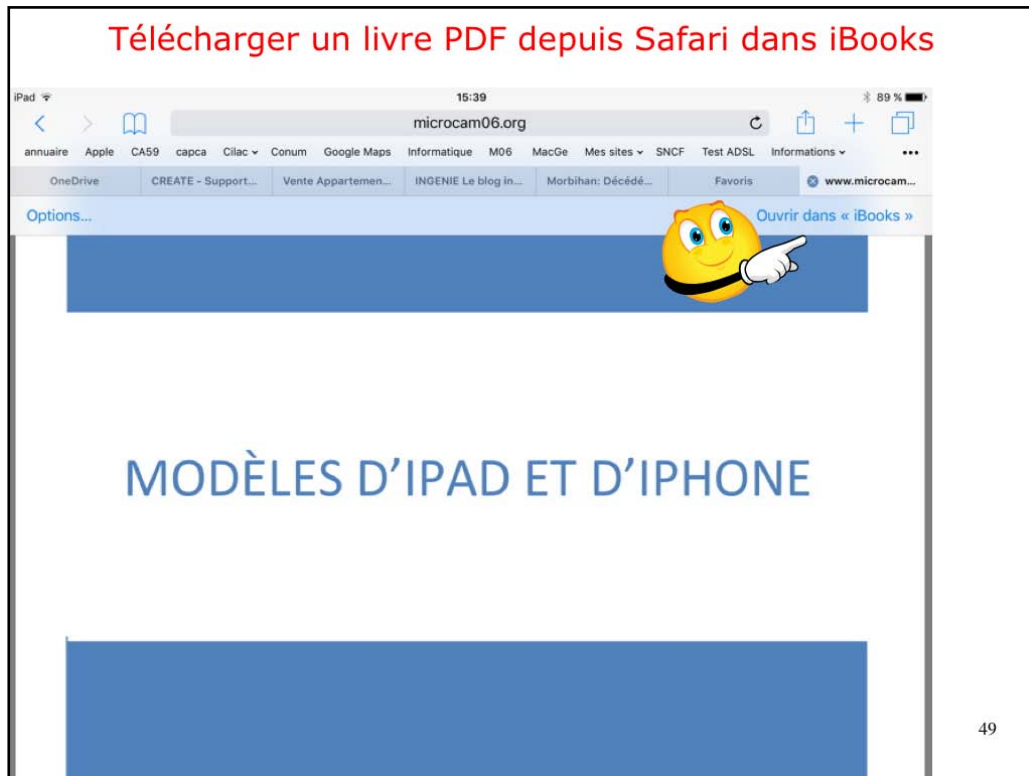 Télécharger un livre PDF depuis Safari dans iBooks
iPad 15:39 89 %
microcam06.org
annuaire Apple CA59 capca Cilac Conum Google Maps Informatique M06 MacGe Mes sites SNCF Test ADSL Informations •••
OneDrive CREATE - Support... Vente Appartemen... INGENIE Le blog in... Morbihan: Décédé... Favoris www.microcam...
Options... Ouvrir dans « iBooks »
MODÈLES D’IPAD ET D’IPHONE
49